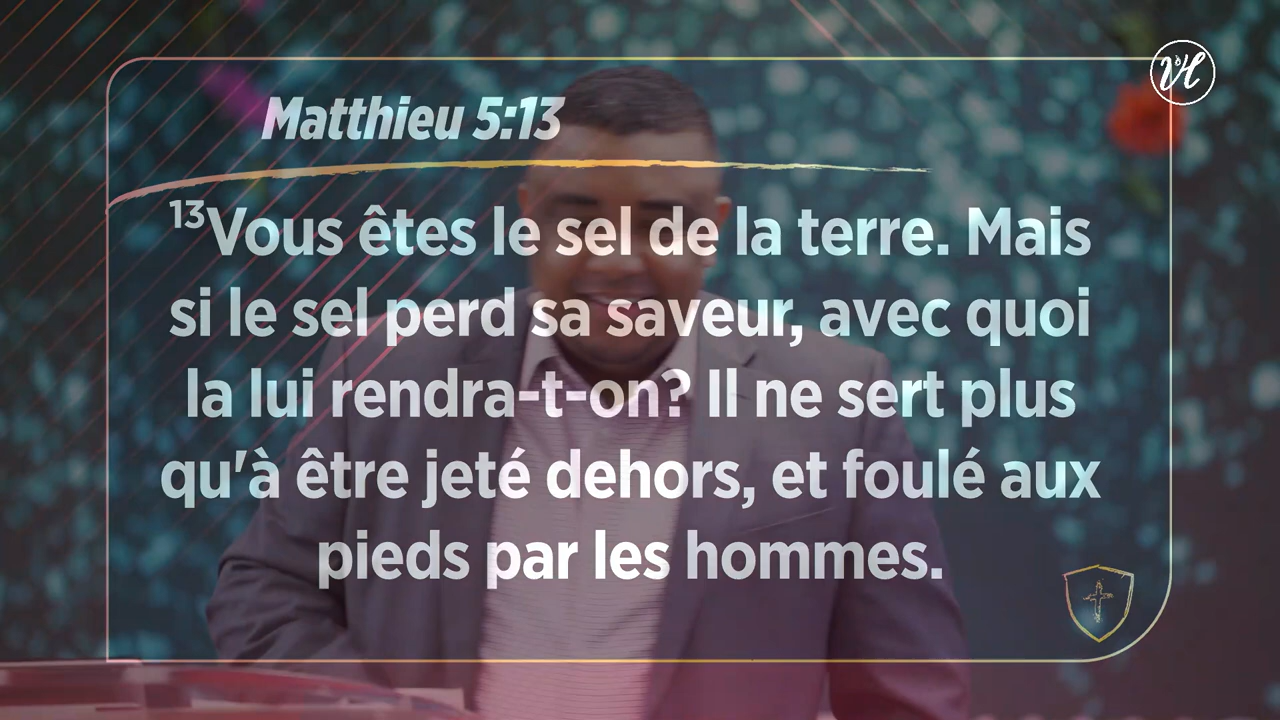 Matthieu 5:13
¹³Vous êtes le sel de la terre. Mais
si le sel perd sa saveur, avec quoi
la lui rendra-t-on? Il ne sert plus
qu'à être jeté dehors, et foulé aux
pieds par les hommes.